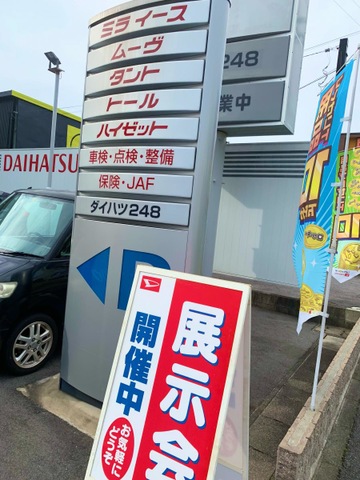 ミライース
ムーヴ
タント
トール
ハイゼット
車検・点検・整備
保険・JAF
ダイハツ248
P
248
業中
DAIHATSU
展示会
開催中
お気軽に
どうぞ